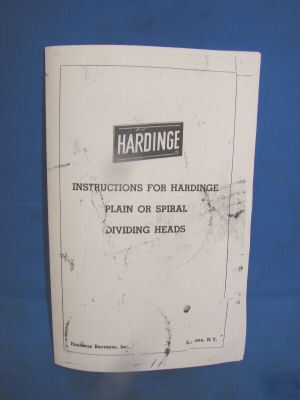 HARDINGE
INSTRUCTIONS FOR HARDINGE
PLAIN OR SPIRAL
DIVIDING HEADS
HARDINGE BROTHERS, INC.
N. Y.